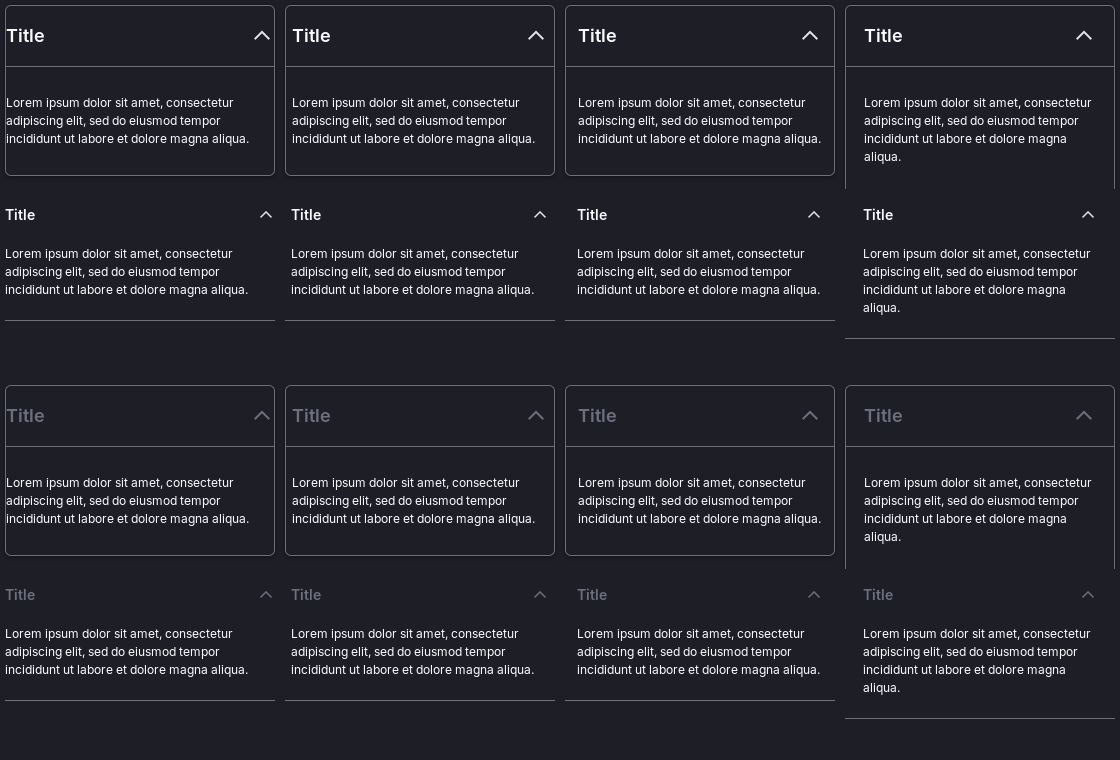 Title
Title
Title
Title
Lorem ipsum dolor sit amet, consectetur
adipiscing elit, sed do eiusmod tempor
incididunt ut labore et dolore magna aliqua.
Lorem ipsum dolor sit amet, consectetur
adipiscing elit, sed do eiusmod tempor
incididunt ut labore et dolore magna aliqua.
Lorem ipsum dolor sit amet, consectetur
adipiscing elit, sed do eiusmod tempor
incididunt ut labore et dolore magna aliqua.
Lorem ipsum dolor sit amet, consectetur
adipiscing elit, sed do eiusmod tempor
incididunt ut labore et dolore magna
aliqua.
Title
Title
Title
Title
Lorem ipsum dolor sit amet, consectetur
adipiscing elit, sed do eiusmod tempor
incididunt ut labore et dolore magna aliqua.
Lorem ipsum dolor sit amet, consectetur
adipiscing elit, sed do eiusmod tempor
incididunt ut labore et dolore magna aliqua.
Lorem ipsum dolor sit amet, consectetur
adipiscing elit, sed do eiusmod tempor
incididunt ut labore et dolore magna aliqua.
Lorem ipsum dolor sit amet, consectetur
adipiscing elit, sed do eiusmod tempor
incididunt ut labore et dolore magna
aliqua.
Title
Title
Title
Title
Lorem ipsum dolor sit amet, consectetur
adipiscing elit, sed do eiusmod tempor
incididunt ut labore et dolore magna aliqua.
Lorem ipsum dolor sit amet, consectetur
adipiscing elit, sed do eiusmod tempor
incididunt ut labore et dolore magna aliqua.
Lorem ipsum dolor sit amet, consectetur
adipiscing elit, sed do eiusmod tempor
incididunt ut labore et dolore magna aliqua.
Lorem ipsum dolor sit amet, consectetur
adipiscing elit, sed do eiusmod tempor
incididunt ut labore et dolore magna
aliqua.
Title
Title
Title
Title
Lorem ipsum dolor sit amet, consectetur
adipiscing elit, sed do eiusmod tempor
incididunt ut labore et dolore magna aliqua.
Lorem ipsum dolor sit amet, consectetur
adipiscing elit, sed do eiusmod tempor
incididunt ut labore et dolore magna aliqua.
Lorem ipsum dolor sit amet, consectetur
adipiscing elit, sed do eiusmod tempor
incididunt ut labore et dolore magna aliqua.
Lorem ipsum dolor sit amet, consectetur
adipiscing elit, sed do eiusmod tempor
incididunt ut labore et dolore magna
aliqua.